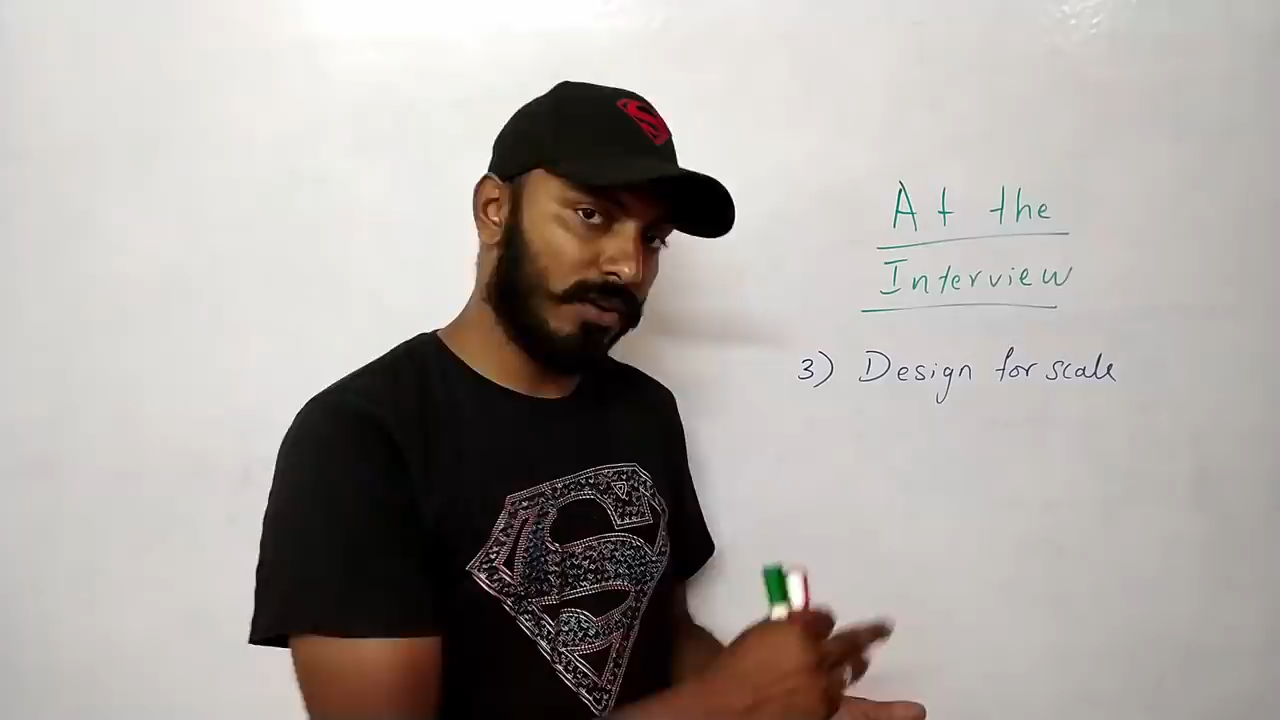 At the
Interview
3) Design for scale